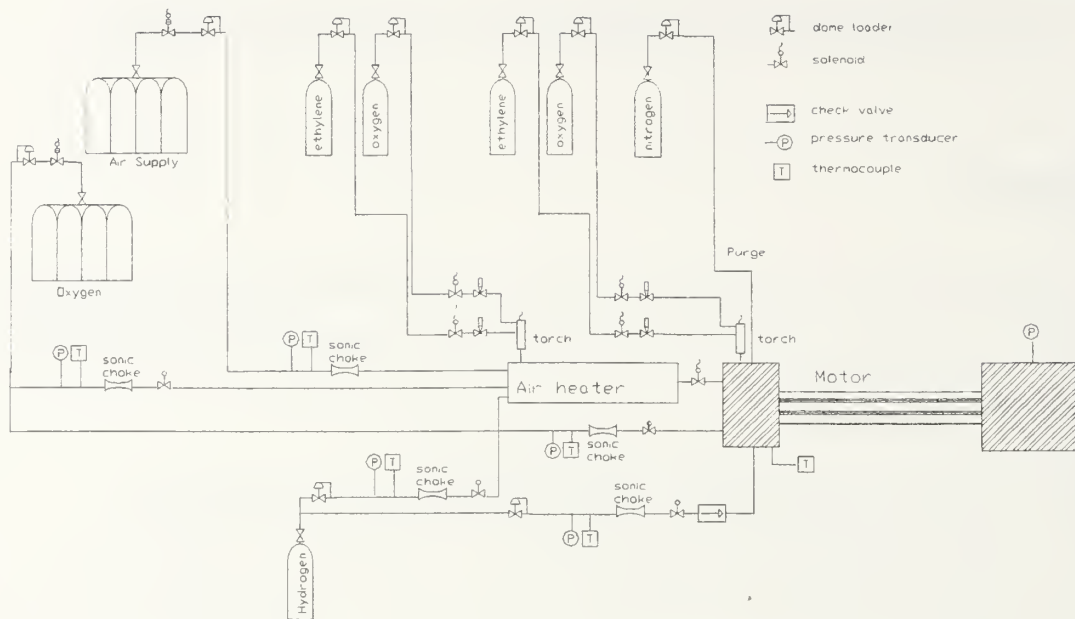 dome loader
solenoid
check valve
P
pressure transducer
T
thermocouple
Air Supply
Oxygen
ethylene
oxygen
ethylene
oxygen
nitrogen
Purge
torch
torch
P
T
sonic
choke
P
T
sonic
choke
Air heater
Motor
P
P
T
sonic
choke
T
P
T
sonic
choke
sonic
choke
P
T
Hydrogen